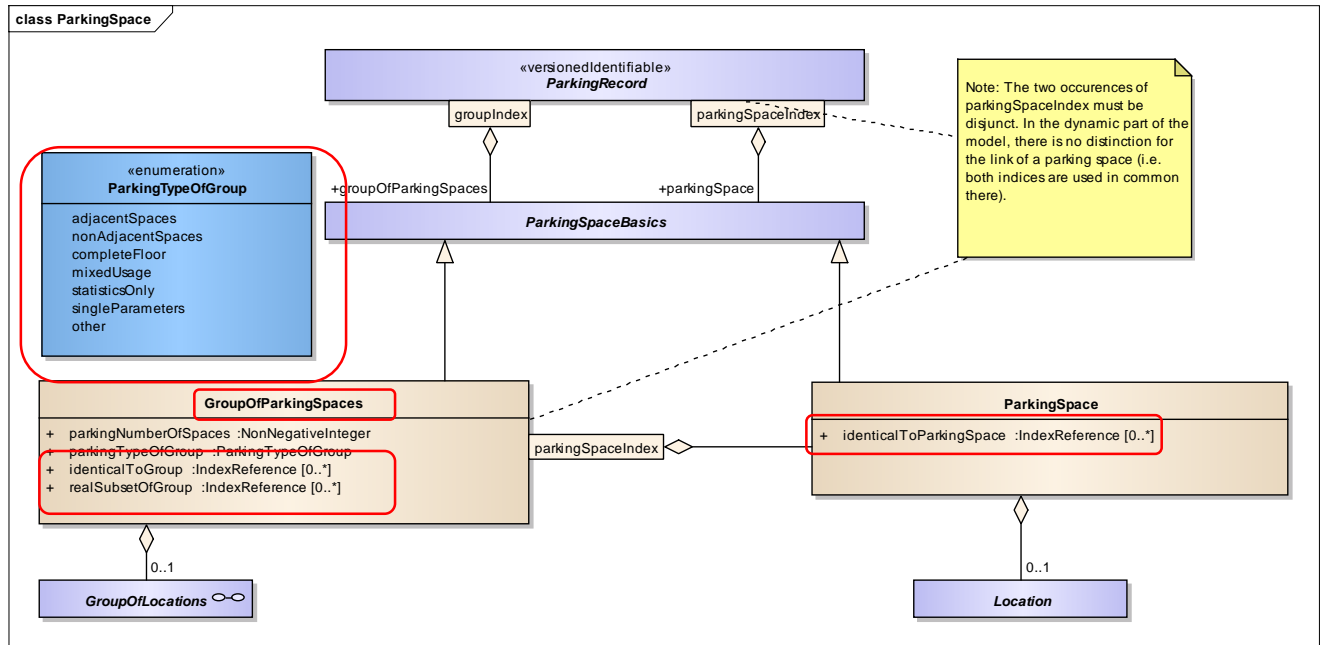 class ParkingSpace
«versionedIdentifiable»
ParkingRecord
groupIndex
parkingSpaceIndex
Note: The two occurences of
parkingSpaceIndex must be
disjunct. In the dynamic part of the
model, there is no distinction for
the link of a parking space (i.e.
both indices are used in common
there).
«enumeration»
ParkingTypeOfGroup
adjacentSpaces
nonAdjacentSpaces
completeFloor
mixedUsage
statisticsOnly
singleParameters
other
+groupOfParkingSpaces
+parkingSpace
ParkingSpaceBasics
GroupOfParkingSpaces
+ parkingNumberOfSpaces :NonNegativeInteger
+ parkingTypeOfGroup :ParkingTypeOfGroup
+ identicalToGroup :IndexReference [0..*]
+ realSubsetOfGroup :IndexReference [0..*]
parkingSpaceIndex
ParkingSpace
+ identicalToParkingSpace :IndexReference [0..*]
0..1
0..1
GroupOfLocations
Location